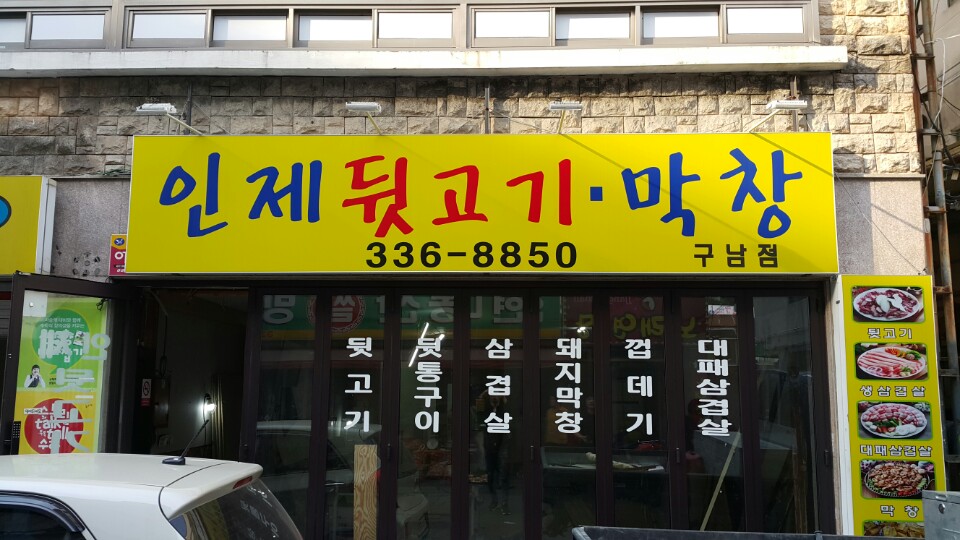 인제뒷고기·막창
336-8850
구남점
뒷고기
뒷통구이
삼겹살
돼지막창
껍데기
대패삼겹살
뒷고기
생삼겹살
대패삼겹살
막창